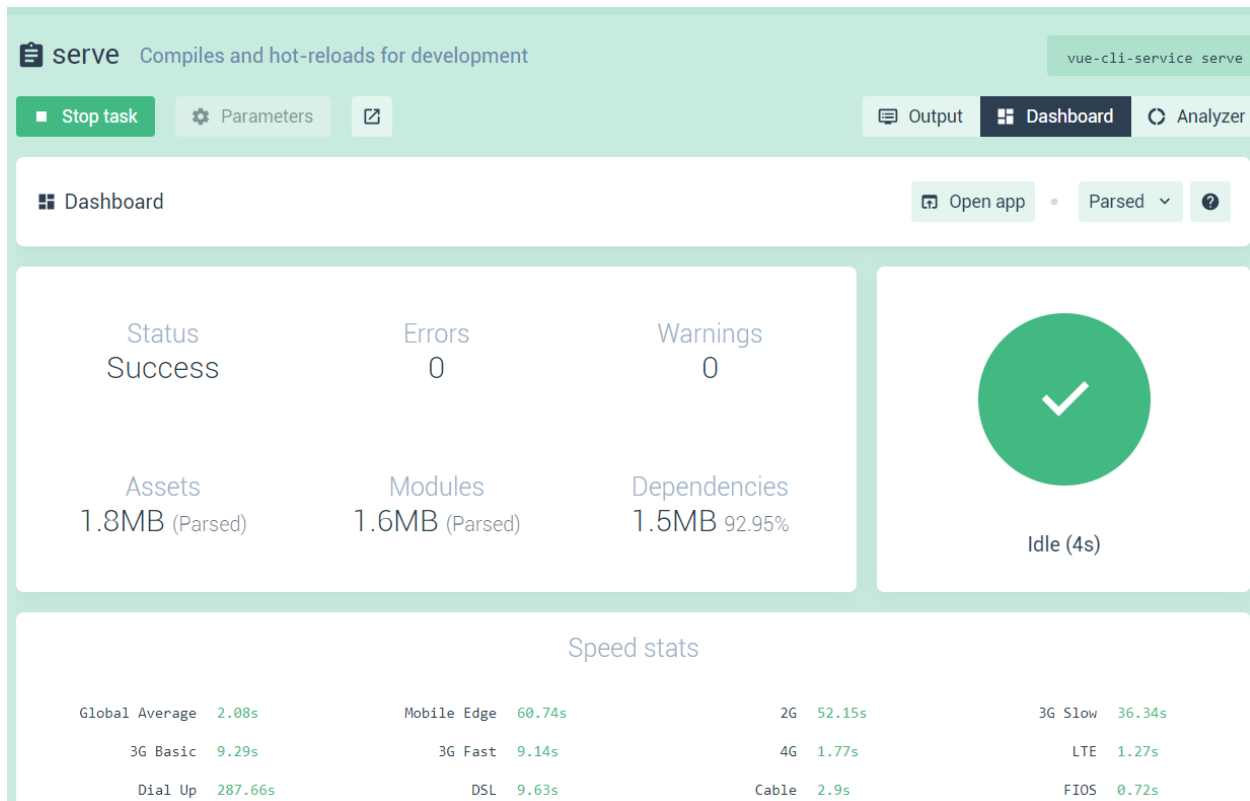 serve Compiles and hot-reloads for development vue-cli-service serve
Stop task Parameters Output Dashboard Analyzer
Dashboard Open app Parsed
Status Errors Warnings
Success 0 0
Assets Modules Dependencies
1.8MB (Parsed) 1.6MB (Parsed) 1.5MB 92.95%
Idle (4s)
Speed stats
Global Average 2.08s Mobile Edge 60.74s 2G 52.15s 3G Slow 36.34s
3G Basic 9.29s 3G Fast 9.14s 4G 1.77s LTE 1.27s
Dial Up 287.66s DSL 9.63s Cable 2.9s FIOS 0.72s